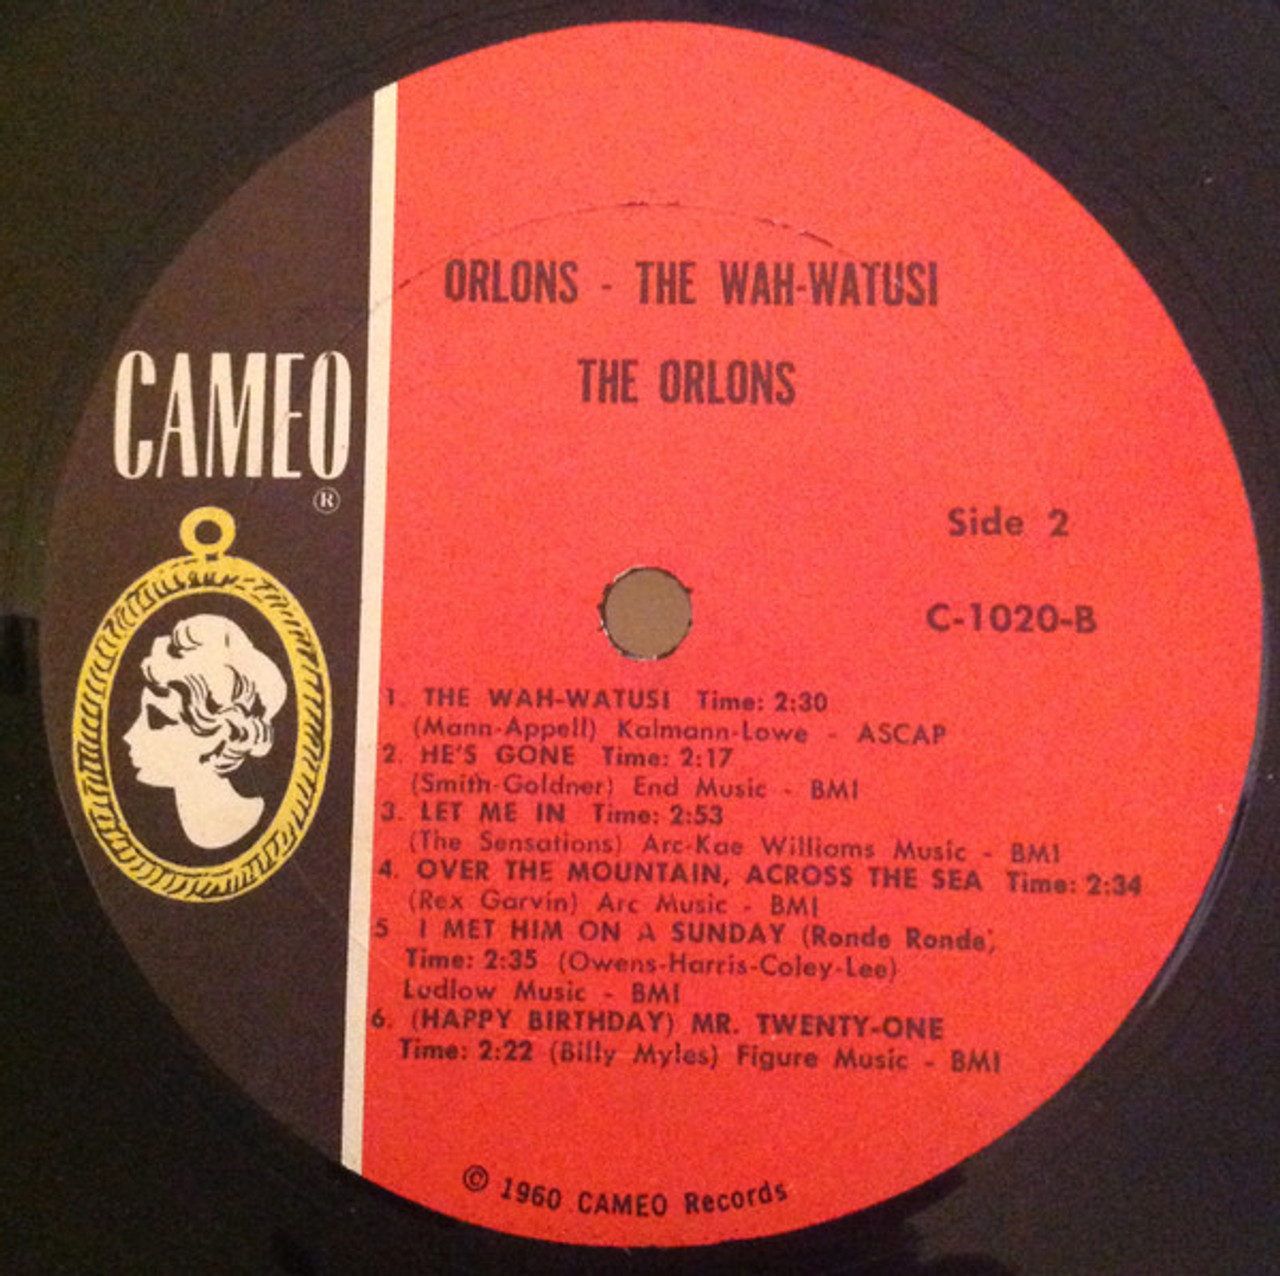 ORLONS - THE WAH-WATUSI
THE ORLONS
CAMEO
®
Side 2
C-1020-B
1. THE WAH-WATUSI Time: 2:30
(Mann-Appell) Kalmann-Lowe - ASCAP
2. HE'S GONE Time: 2:17
(Smith-Goldner) End Music - BMI
3. LET ME IN Time: 2:53
(The Sensations) Arc-Kae Williams Music - BMI
4. OVER THE MOUNTAIN, ACROSS THE SEA Time: 2:34
(Rex Garvin) Arc Music - BMI
5 I MET HIM ON A SUNDAY (Ronde Ronde)
Time: 2:35 (Owens-Harris-Coley-Lee)
Ludlow Music - BMI
6. (HAPPY BIRTHDAY) MR. TWENTY-ONE
Time: 2:22 (Billy Myles) Figure Music - BMI
© 1960 CAMEO Records